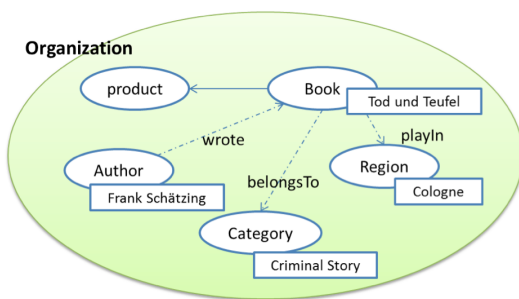 Organization
product
Book
Tod und Teufel
wrote
playIn
Author
Region
Frank Schätzing
belongsTo
Cologne
Category
Criminal Story